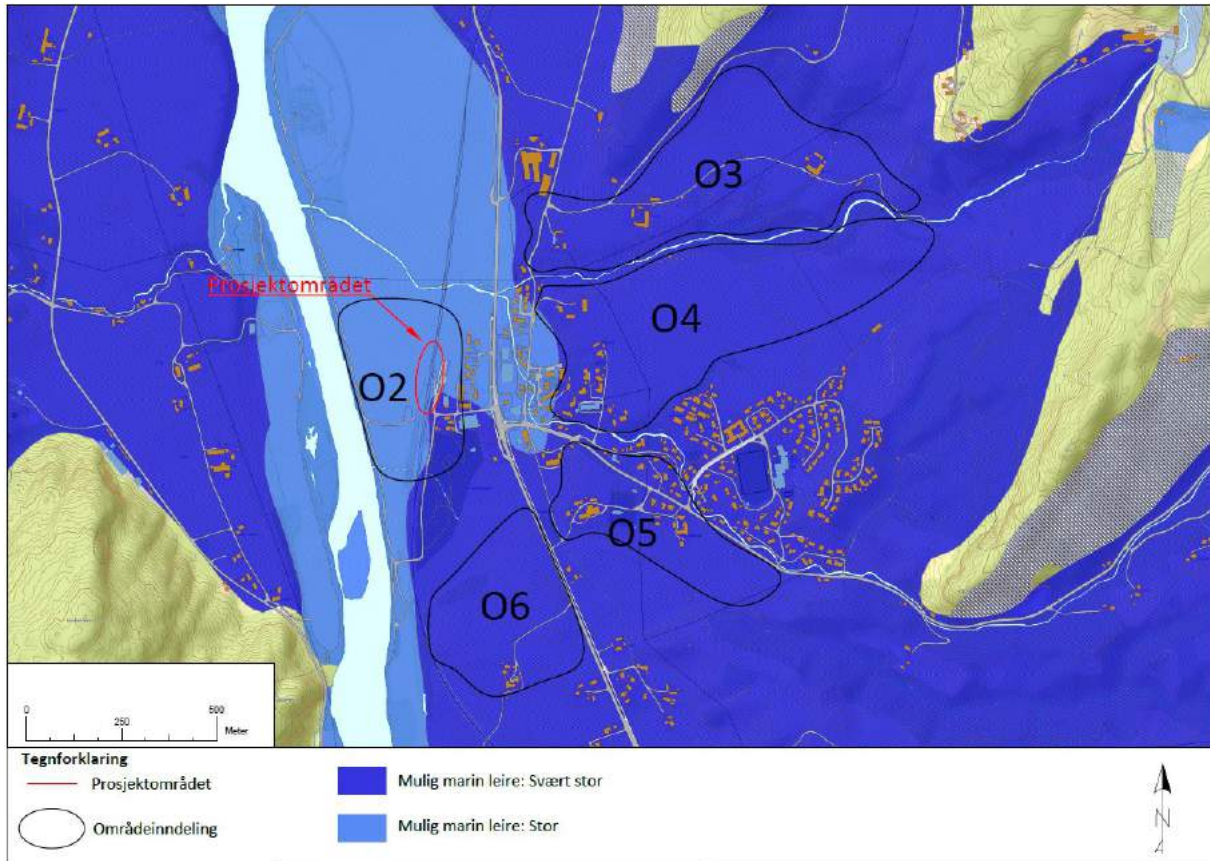 O3
Prosjektområdet
O4
O2
O5
O6
0 250 500
Meter
Tegnforklaring
Prosjektområdet
Områdeinndeling
Mulig marin leire: Svært stor
Mulig marin leire: Stor
N